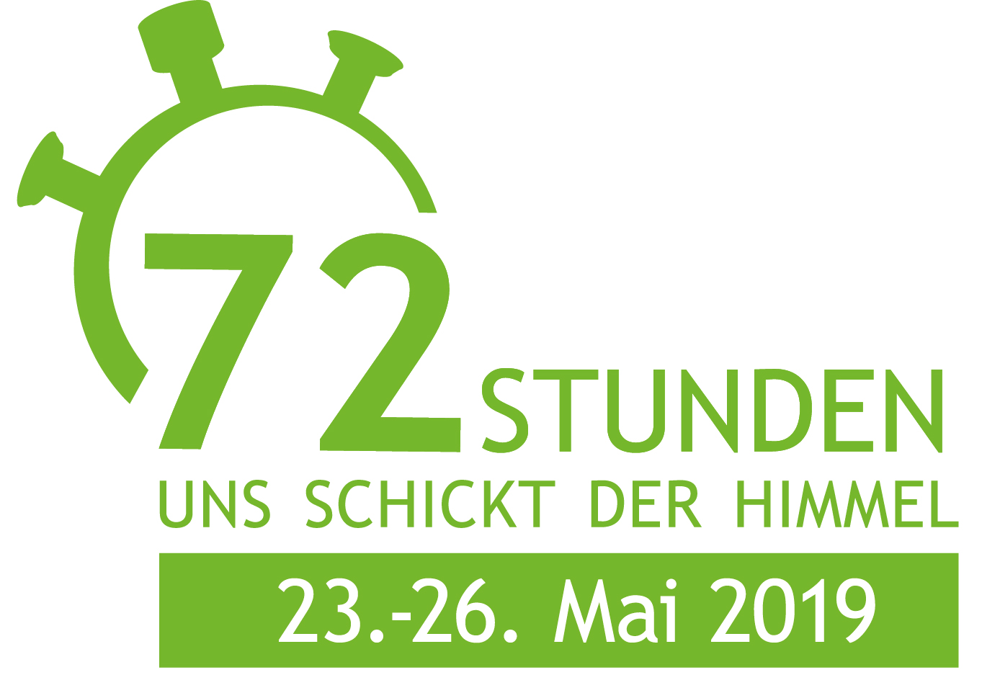 72 STUNDEN
UNS SCHICKT DER HIMMEL
23.-26. Mai 2019